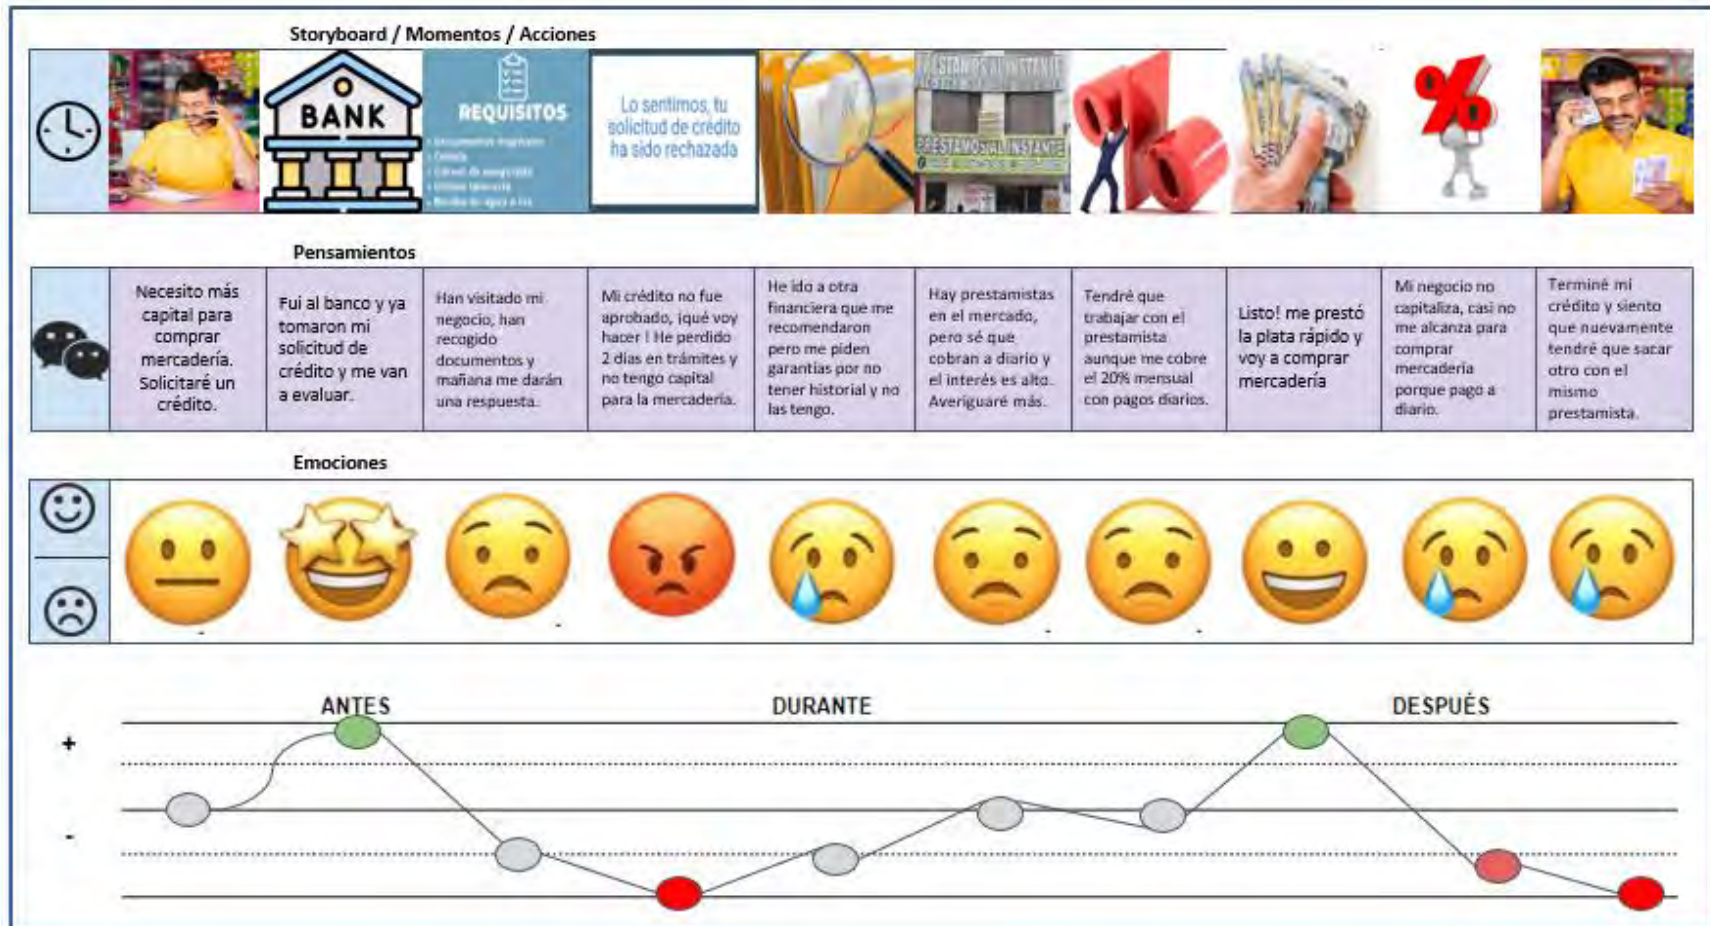 Storyboard / Momentos / Acciones
BANK
REQUISITOS
Lo sentimos, tu
solicitud de crédito
ha sido rechazada
PRÉSTAMOS AL INSTANTE
PRESTAMOS AL INSTANTE
Pensamientos
Necesito más
capital para
comprar
mercadería.
Solicitaré un
crédito.
Fui al banco y ya
tomaron mi
solicitud de
crédito y me van
a evaluar.
Han visitado mi
negocio, han
recogido
documentos y
mañana me darán
una respuesta.
Mi crédito no fue
aprobado, ¡qué voy
hacer ! He perdido
2 días en trámites y
no tengo capital
para la mercadería.
He ido a otra
financiera que me
recomendaron
pero me piden
garantías por no
tener historial y no
las tengo.
Hay prestamistas
en el mercado,
pero sé que
cobran a diario y
el interés es alto.
Averiguaré más.
Tendré que
trabajar con el
prestamista
aunque me cobre
el 20% mensual
con pagos diarios.
Listo! me prestó
la plata rápido y
voy a comprar
mercadería
Mi negocio no
capitaliza, casi no
me alcanza para
comprar
mercadería
porque pago a
diario.
Terminé mi
crédito y siento
que nuevamente
tendré que sacar
otro con el
mismo
prestamista.
Emociones
ANTES
DURANTE
DESPUÉS
+
-